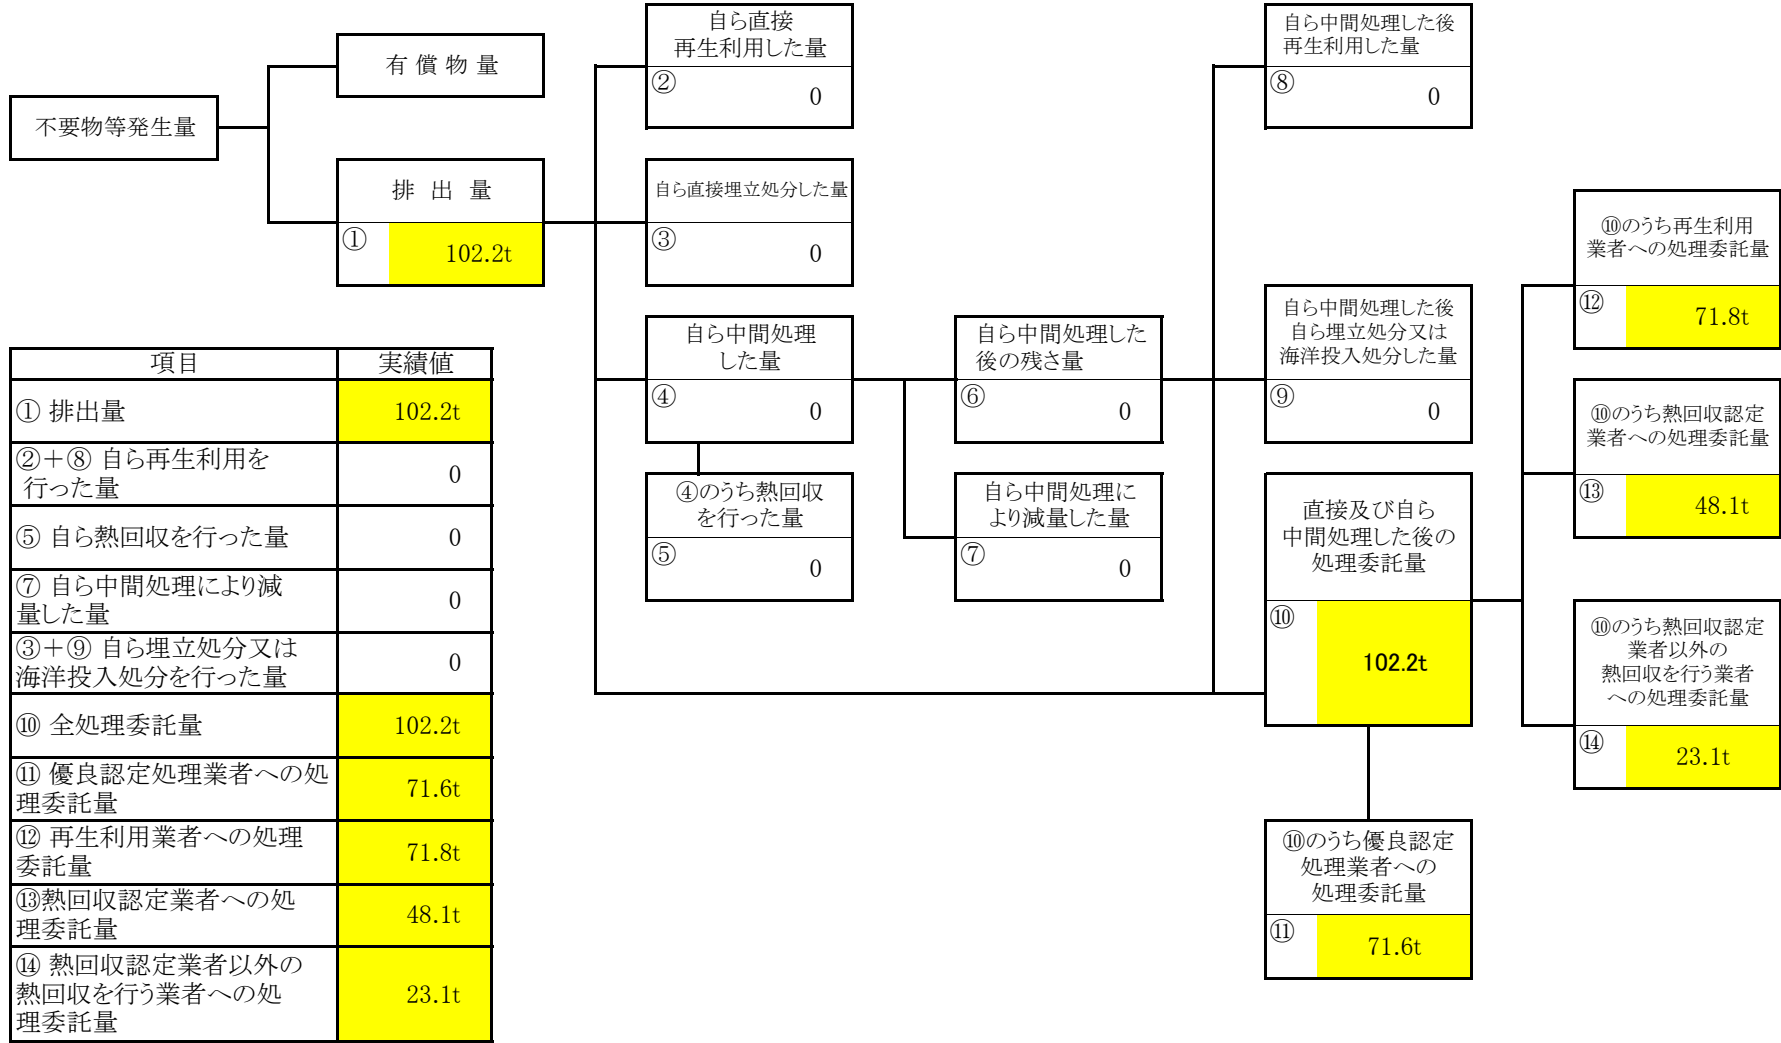 不要物等発生量
有 償 物 量
排 出 量
①
102.2t
自ら直接
再生利用した量
②
0
自ら直接埋立処分した量
③
0
自ら中間処理
した量
④
0
④のうち熱回収
を行った量
⑤
0
自ら中間処理した
後の残さ量
⑥
0
自ら中間処理に
より減量した量
⑦
0
自ら中間処理した後
再生利用した量
⑧
0
自ら中間処理した後
自ら埋立処分又は
海洋投入処分した量
⑨
0
直接及び自ら
中間処理した後の
処理委託量
⑩
102.2t
⑩のうち優良認定
処理業者への
処理委託量
⑪
71.6t
⑩のうち再生利用
業者への処理委託量
⑫
71.8t
⑩のうち熱回収認定
業者への処理委託量
⑬
48.1t
⑩のうち熱回収認定
業者以外の
熱回収を行う業者
への処理委託量
⑭
23.1t
項目 実績値
① 排出量 102.2t
②＋⑧ 自ら再生利用を
行った量 0
⑤ 自ら熱回収を行った量 0
⑦ 自ら中間処理により減
量した量 0
③＋⑨ 自ら埋立処分又は
海洋投入処分を行った量 0
⑩ 全処理委託量 102.2t
⑪ 優良認定処理業者への処
理委託量 71.6t
⑫ 再生利用業者への処理
委託量 71.8t
⑬熱回収認定業者への処
理委託量 48.1t
⑭ 熱回収認定業者以外の
熱回収を行う業者への処
理委託量 23.1t